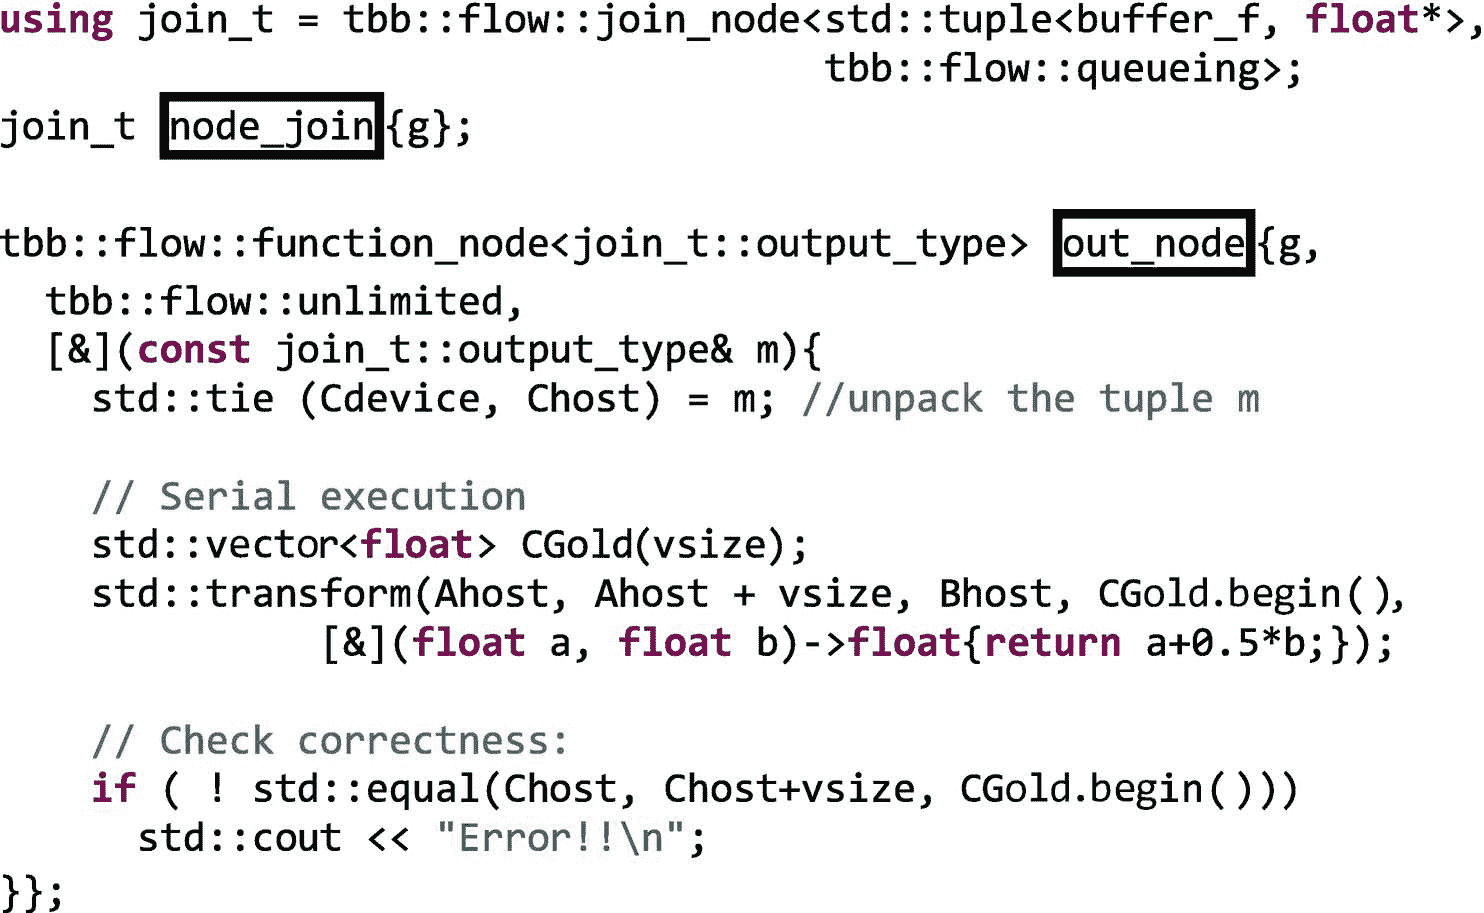 using join_t = tbb::flow::join_node<std::tuple<buffer_f, float*>,
tbb::flow::queueing>;
join_t node_join{g};
tbb::flow::function_node<join_t::output_type> out_node{g,
tbb::flow::unlimited,
[&](const join_t::output_type& m){
std::tie (Cdevice, Chost) = m; //unpack the tuple m
// Serial execution
std::vector<float> CGold(vsize);
std::transform(Ahost, Ahost + vsize, Bhost, CGold.begin(),
[&](float a, float b)->float{return a+0.5*b;});
// Check correctness:
if ( ! std::equal(Chost, Chost+vsize, CGold.begin()))
std::cout << "Error!!\n";
}};